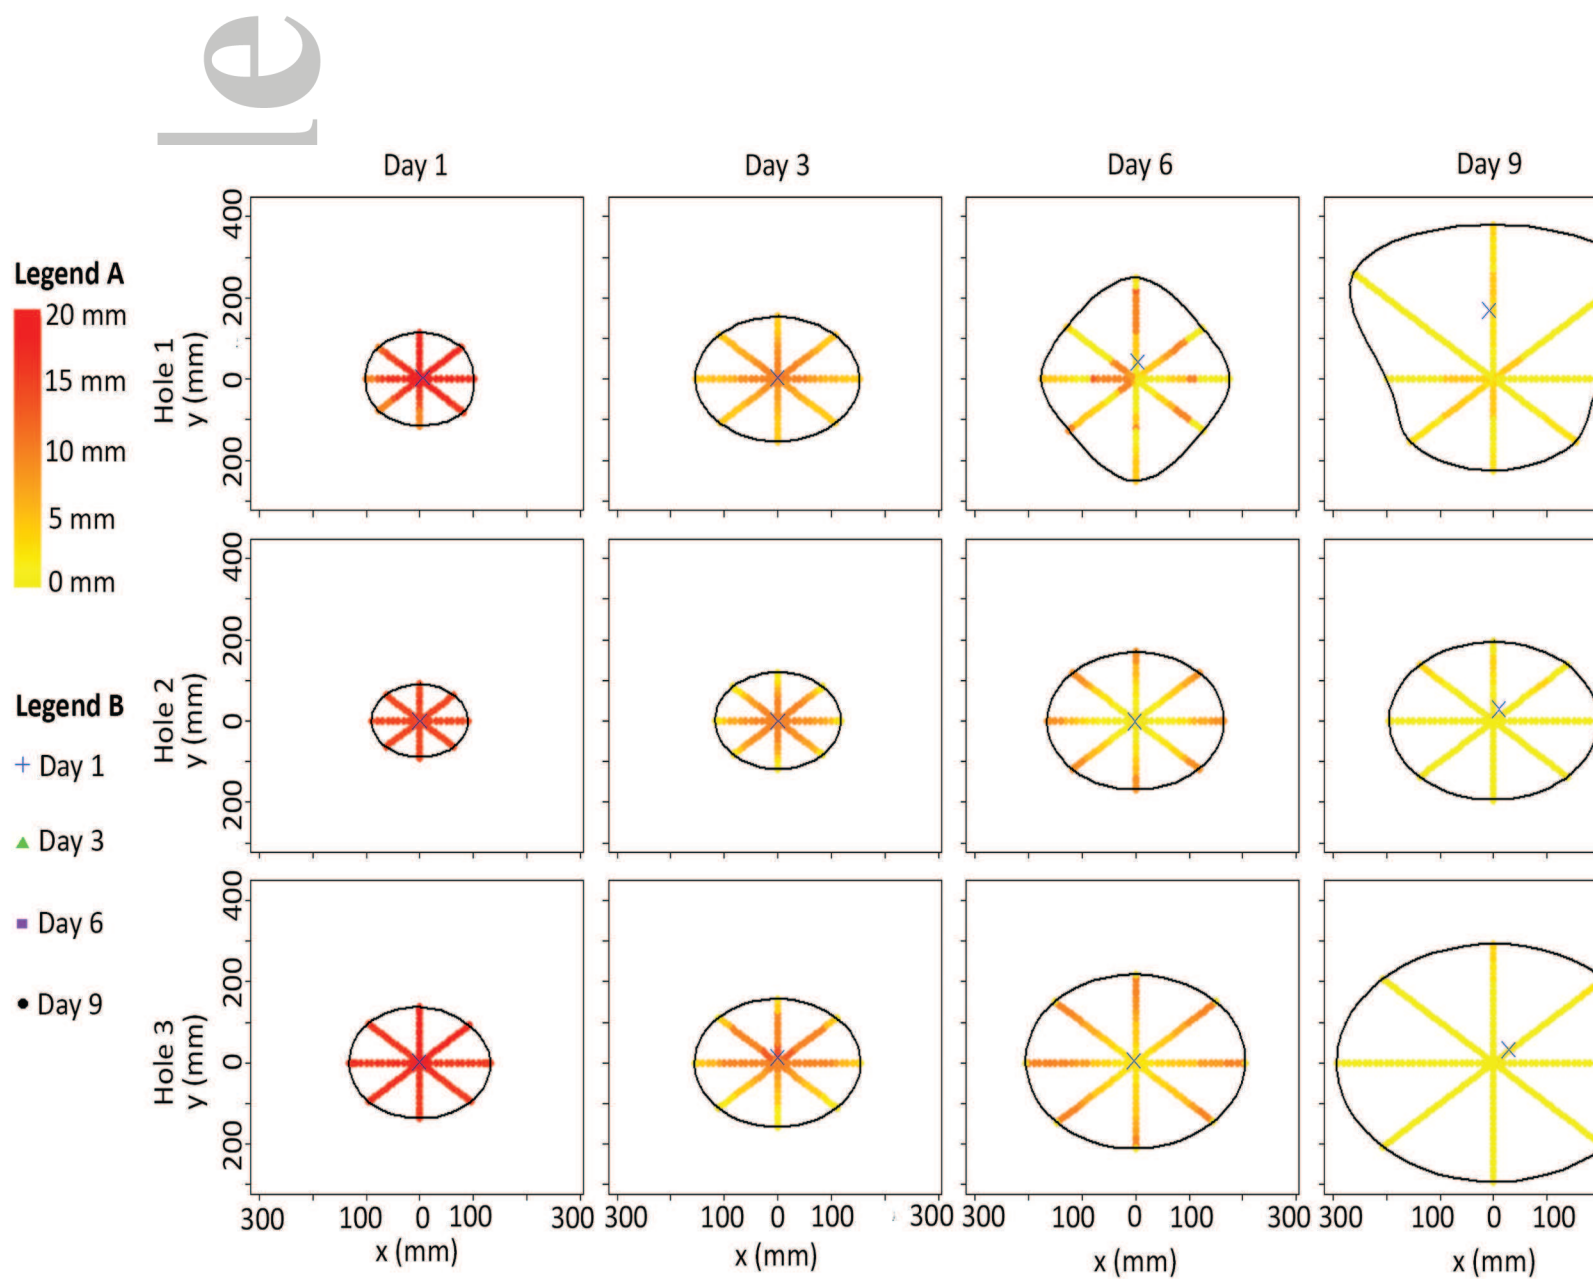 le
Day 1 Day 3 Day 6 Day 9
Legend A
20 mm
15 mm
10 mm
5 mm
0 mm
Hole 1
y (mm)
400
200
0
200
Hole 2
y (mm)
400
200
0
200
Legend B
Day 1
Day 3
Day 6
Day 9
Hole 3
y (mm)
400
200
0
200
300 100 0 100 300 300 100 0 100 300 300 100 0 100 300 300 100 0 100
x (mm) x (mm) x (mm) x (mm)